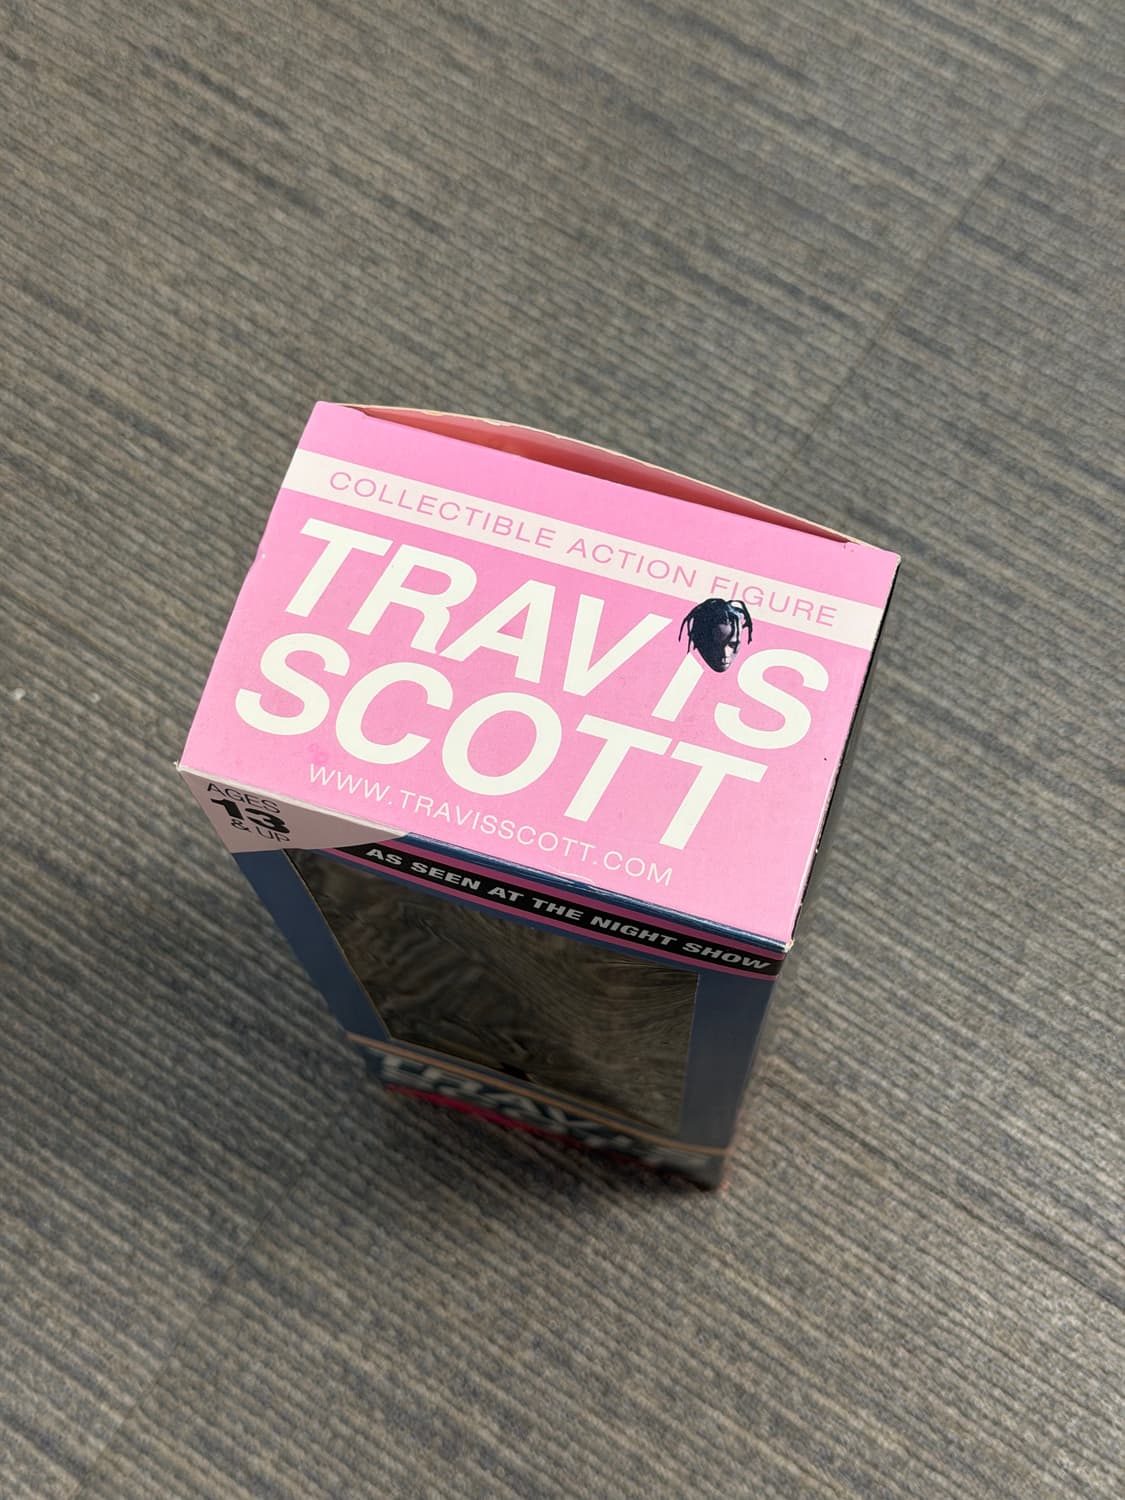 COLLECTIBLE ACTION FIGURE
TRAVIS
SCOTT
WWW.TRAVISSCOTT.COM
AGES
13
& UP
AS SEEN AT THE NIGHT SHOW